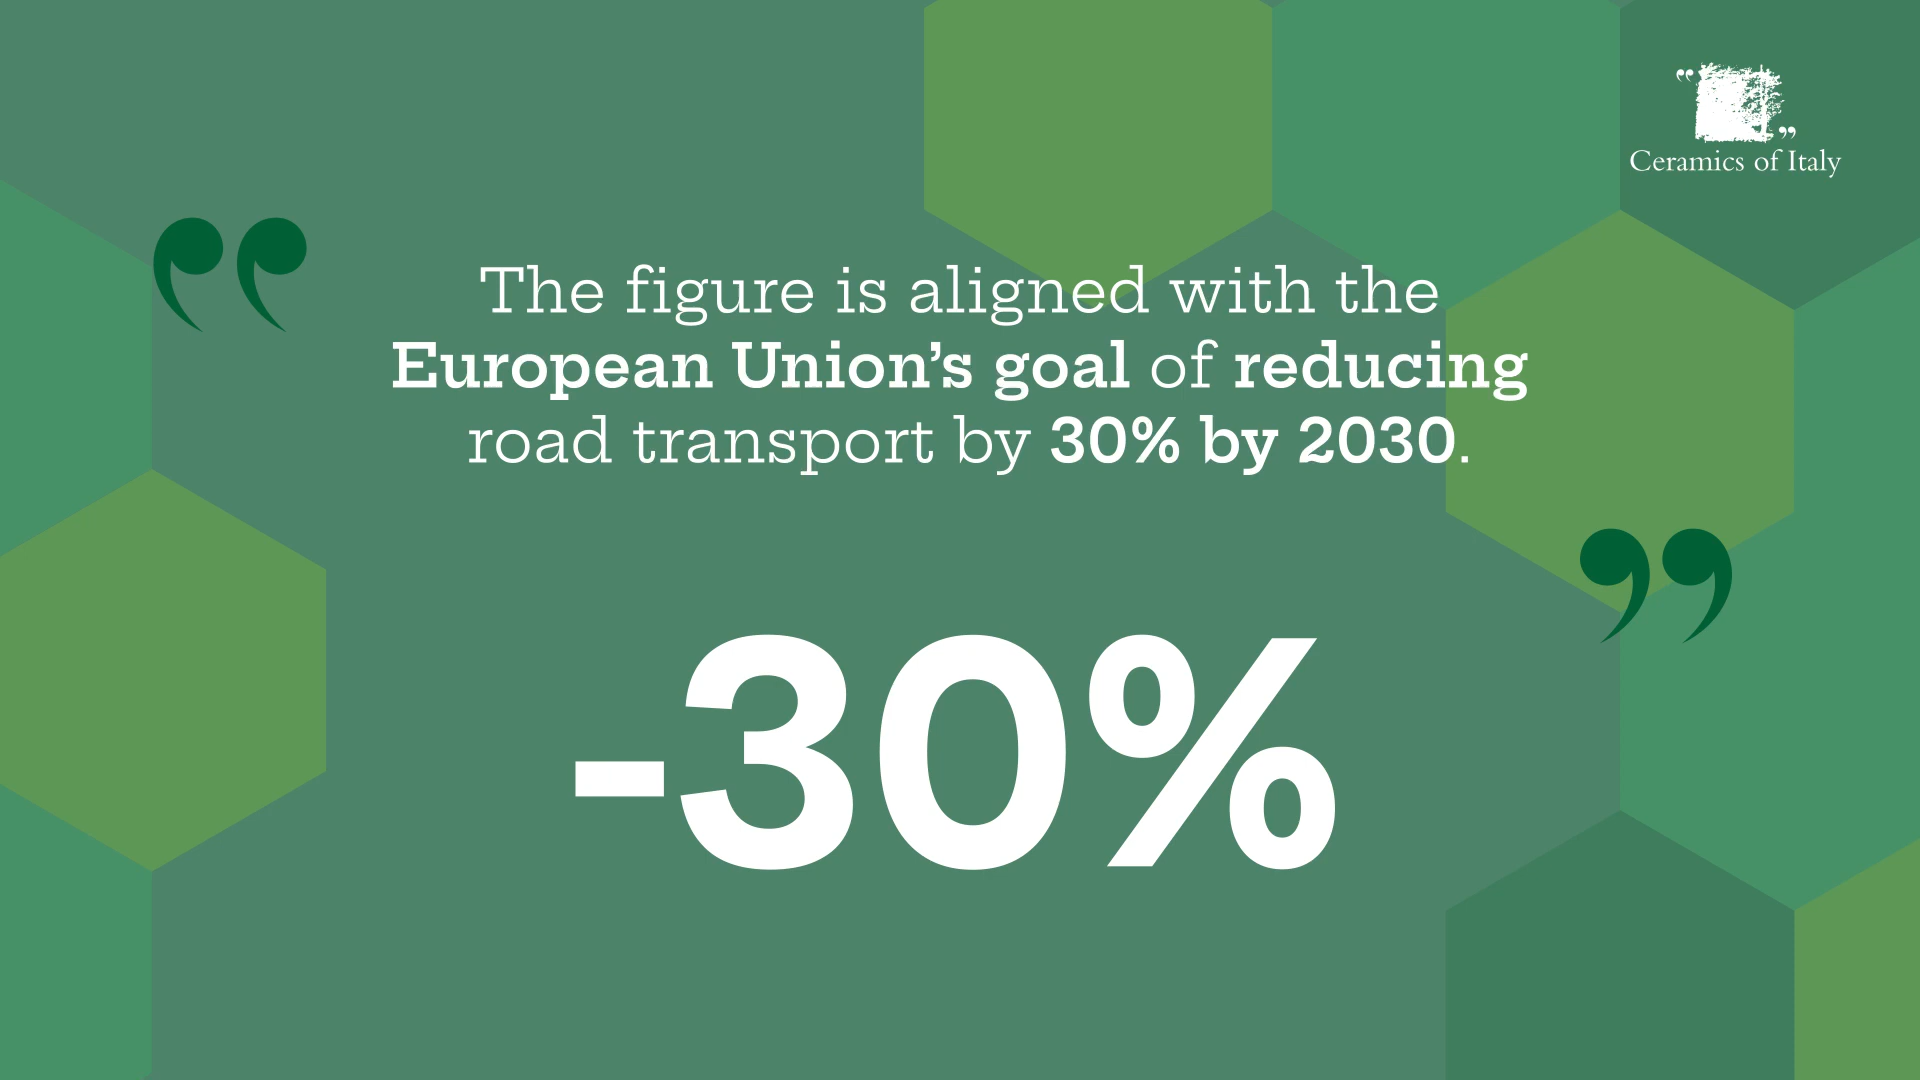 Ceramics of Italy
“
The figure is aligned with the
European Union’s goal of reducing
road transport by 30% by 2030.
”
-30%